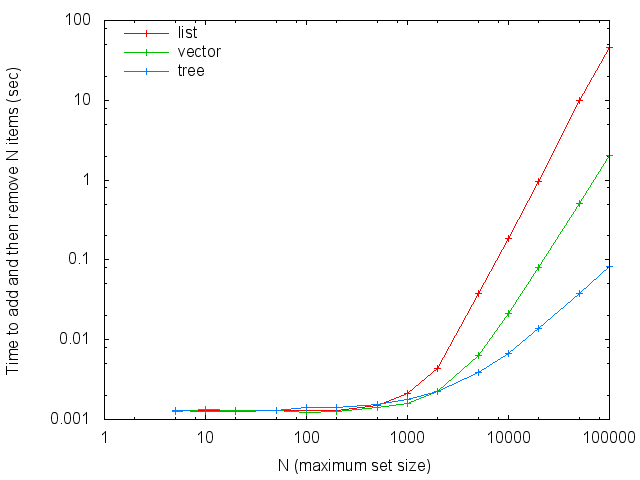 100
10
1
0.1
0.01
0.001
1
10
100
1000
10000
100000
list
vector
tree
Time to add and then remove N items (sec)
N (maximum set size)